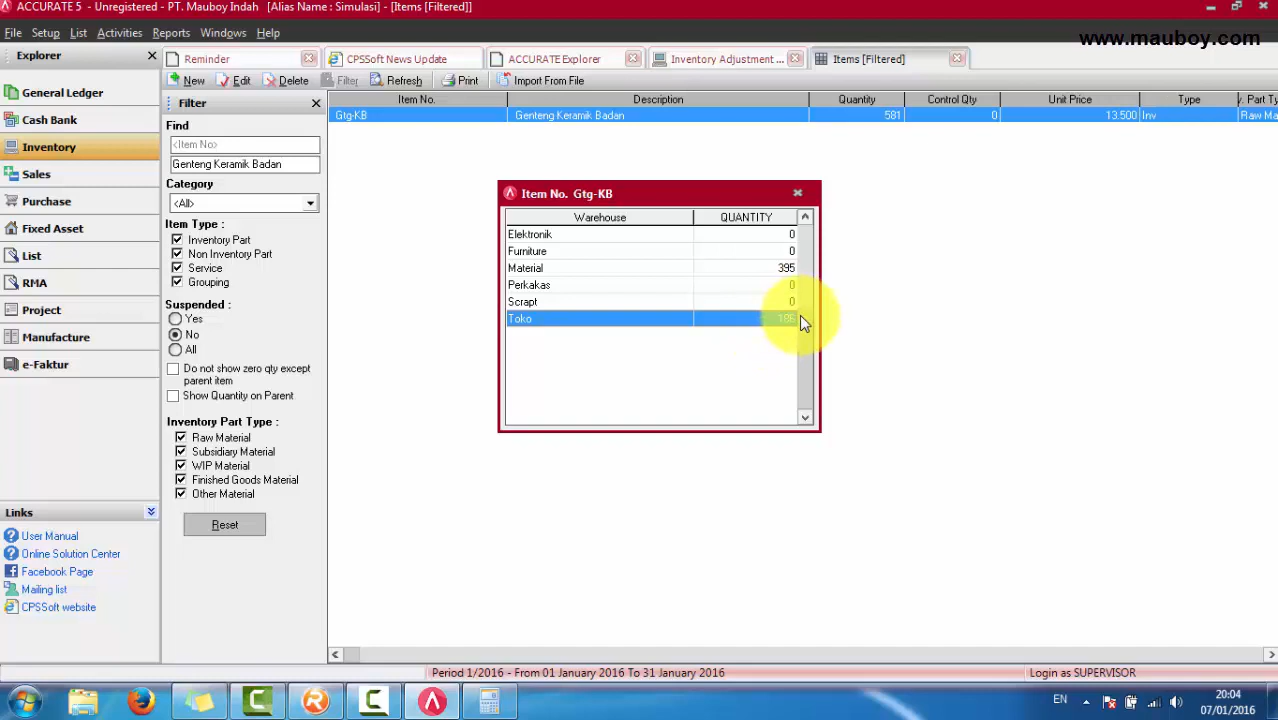 ACCURATE 5 - Unregistered - PT. Mauboy Indah [Alias Name : Simulasi] - [Items [Filtered]]
File Setup List Activities Reports Windows Help
www.mauboy.com
Explorer
Reminder
CPSSoft News Update
ACCURATE Explorer
Inventory Adjustment ...
Items [Filtered]
New Edit Delete Filter Refresh Print Import From File
General Ledger
Cash Bank
Inventory
Sales
Purchase
Fixed Asset
List
RMA
Project
Manufacture
e-Faktur
Links
User Manual
Online Solution Center
Facebook Page
Mailing list
CPSSoft website
Filter
Find
<Item No>
Genteng Keramik Badan
Category
<All>
Item Type :
Inventory Part
Non Inventory Part
Service
Grouping
Suspended :
Yes
No
All
Do not show zero qty except
parent item
Show Quantity on Parent
Inventory Part Type :
Raw Material
Subsidiary Material
WIP Material
Finished Goods Material
Other Material
Reset
Item No. Description Quantity Control Qty Unit Price Type . Part Ty
Gtg-KB Genteng Keramik Badan 581 0 13.500 Inv Raw Ma
Item No. Gtg-KB
Warehouse QUANTITY
Elektronik 0
Furniture 0
Material 395
Perkakas 0
Scrapt 0
Toko 186
Period 1/2016 - From 01 January 2016 To 31 January 2016
Login as SUPERVISOR
EN
20:04
07/01/2016